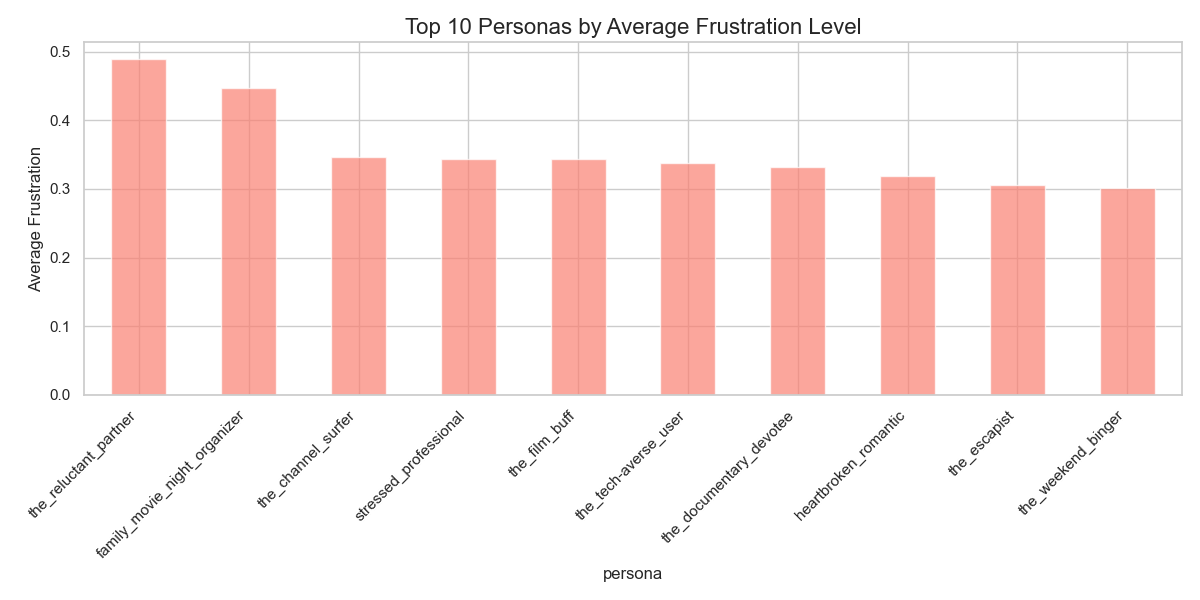 Top 10 Personas by Average Frustration Level
Average Frustration
0.5
0.4
0.3
0.2
0.1
0.0
the_reluctant_partner
family_movie_night_organizer
the_channel_surfer
stressed_professional
the_film_buff
the_tech-averse_user
the_documentary_devotee
heartbroken_romantic
the_escapist
the_weekend_binger
persona